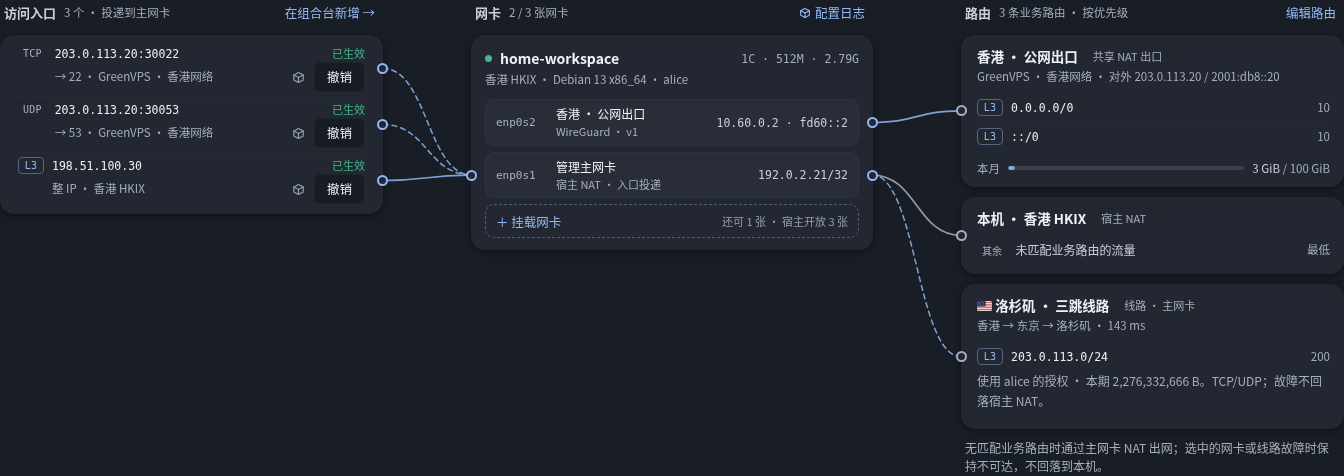 访问入口 3 个 • 投递到主网卡 在组合台新增 →
TCP 203.0.113.20:30022 已生效
→ 22 • GreenVPS • 香港网络 撤销
UDP 203.0.113.20:30053 已生效
→ 53 • GreenVPS • 香港网络 撤销
L3 198.51.100.30 已生效
整 IP • 香港 HKIX 撤销
网卡 2 / 3 张网卡 配置日志
home-workspace 1C · 512M · 2.79G
香港 HKIX • Debian 13 x86_64 • alice
enp0s2 香港 • 公网出口 10.60.0.2 · fd60::2
WireGuard • v1
enp0s1 管理主网卡 192.0.2.21/32
宿主 NAT • 入口投递
+ 挂载网卡 还可 1 张 • 宿主开放 3 张
路由 3 条业务路由 • 按优先级 编辑路由
香港 • 公网出口 共享 NAT 出口
GreenVPS • 香港网络 • 对外 203.0.113.20 / 2001:db8::20
L3 0.0.0.0/0 10
L3 ::/0 10
本月 3 GiB / 100 GiB
本机 • 香港 HKIX 宿主 NAT
其余 未匹配业务路由的流量 最低
洛杉矶 • 三跳线路 线路 • 主网卡
香港 → 东京 → 洛杉矶 • 143 ms
L3 203.0.113.0/24 200
使用 alice 的授权 • 本期 2,276,332,666 B。TCP/UDP；故障不回
落宿主 NAT。
无匹配业务路由时通过主网卡 NAT 出网；选中的网卡或线路故障时保
持不可达，不回落到本机。